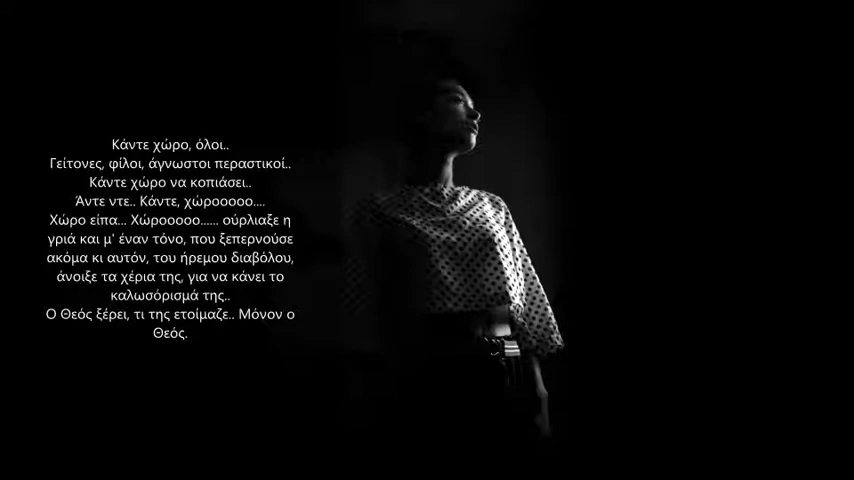 Κάντε χώρο, όλοι..
Γείτονες, φίλοι, άγνωστοι περαστικοί..
Κάντε χώρο να κοπιάσει..
Άντε ντε.. Κάντε, χώροοοοο....
Χώρο είπα... Χώροοοοο...... ούρλιαξε η
γριά και μ' έναν τόνο, που ξεπερνούσε
ακόμα κι αυτόν, του ήρεμου διαβόλου,
άνοιξε τα χέρια της, για να κάνει το
καλωσόρισμά της..
Ο Θεός ξέρει, τι της ετοίμαζε.. Μόνον ο
Θεός.